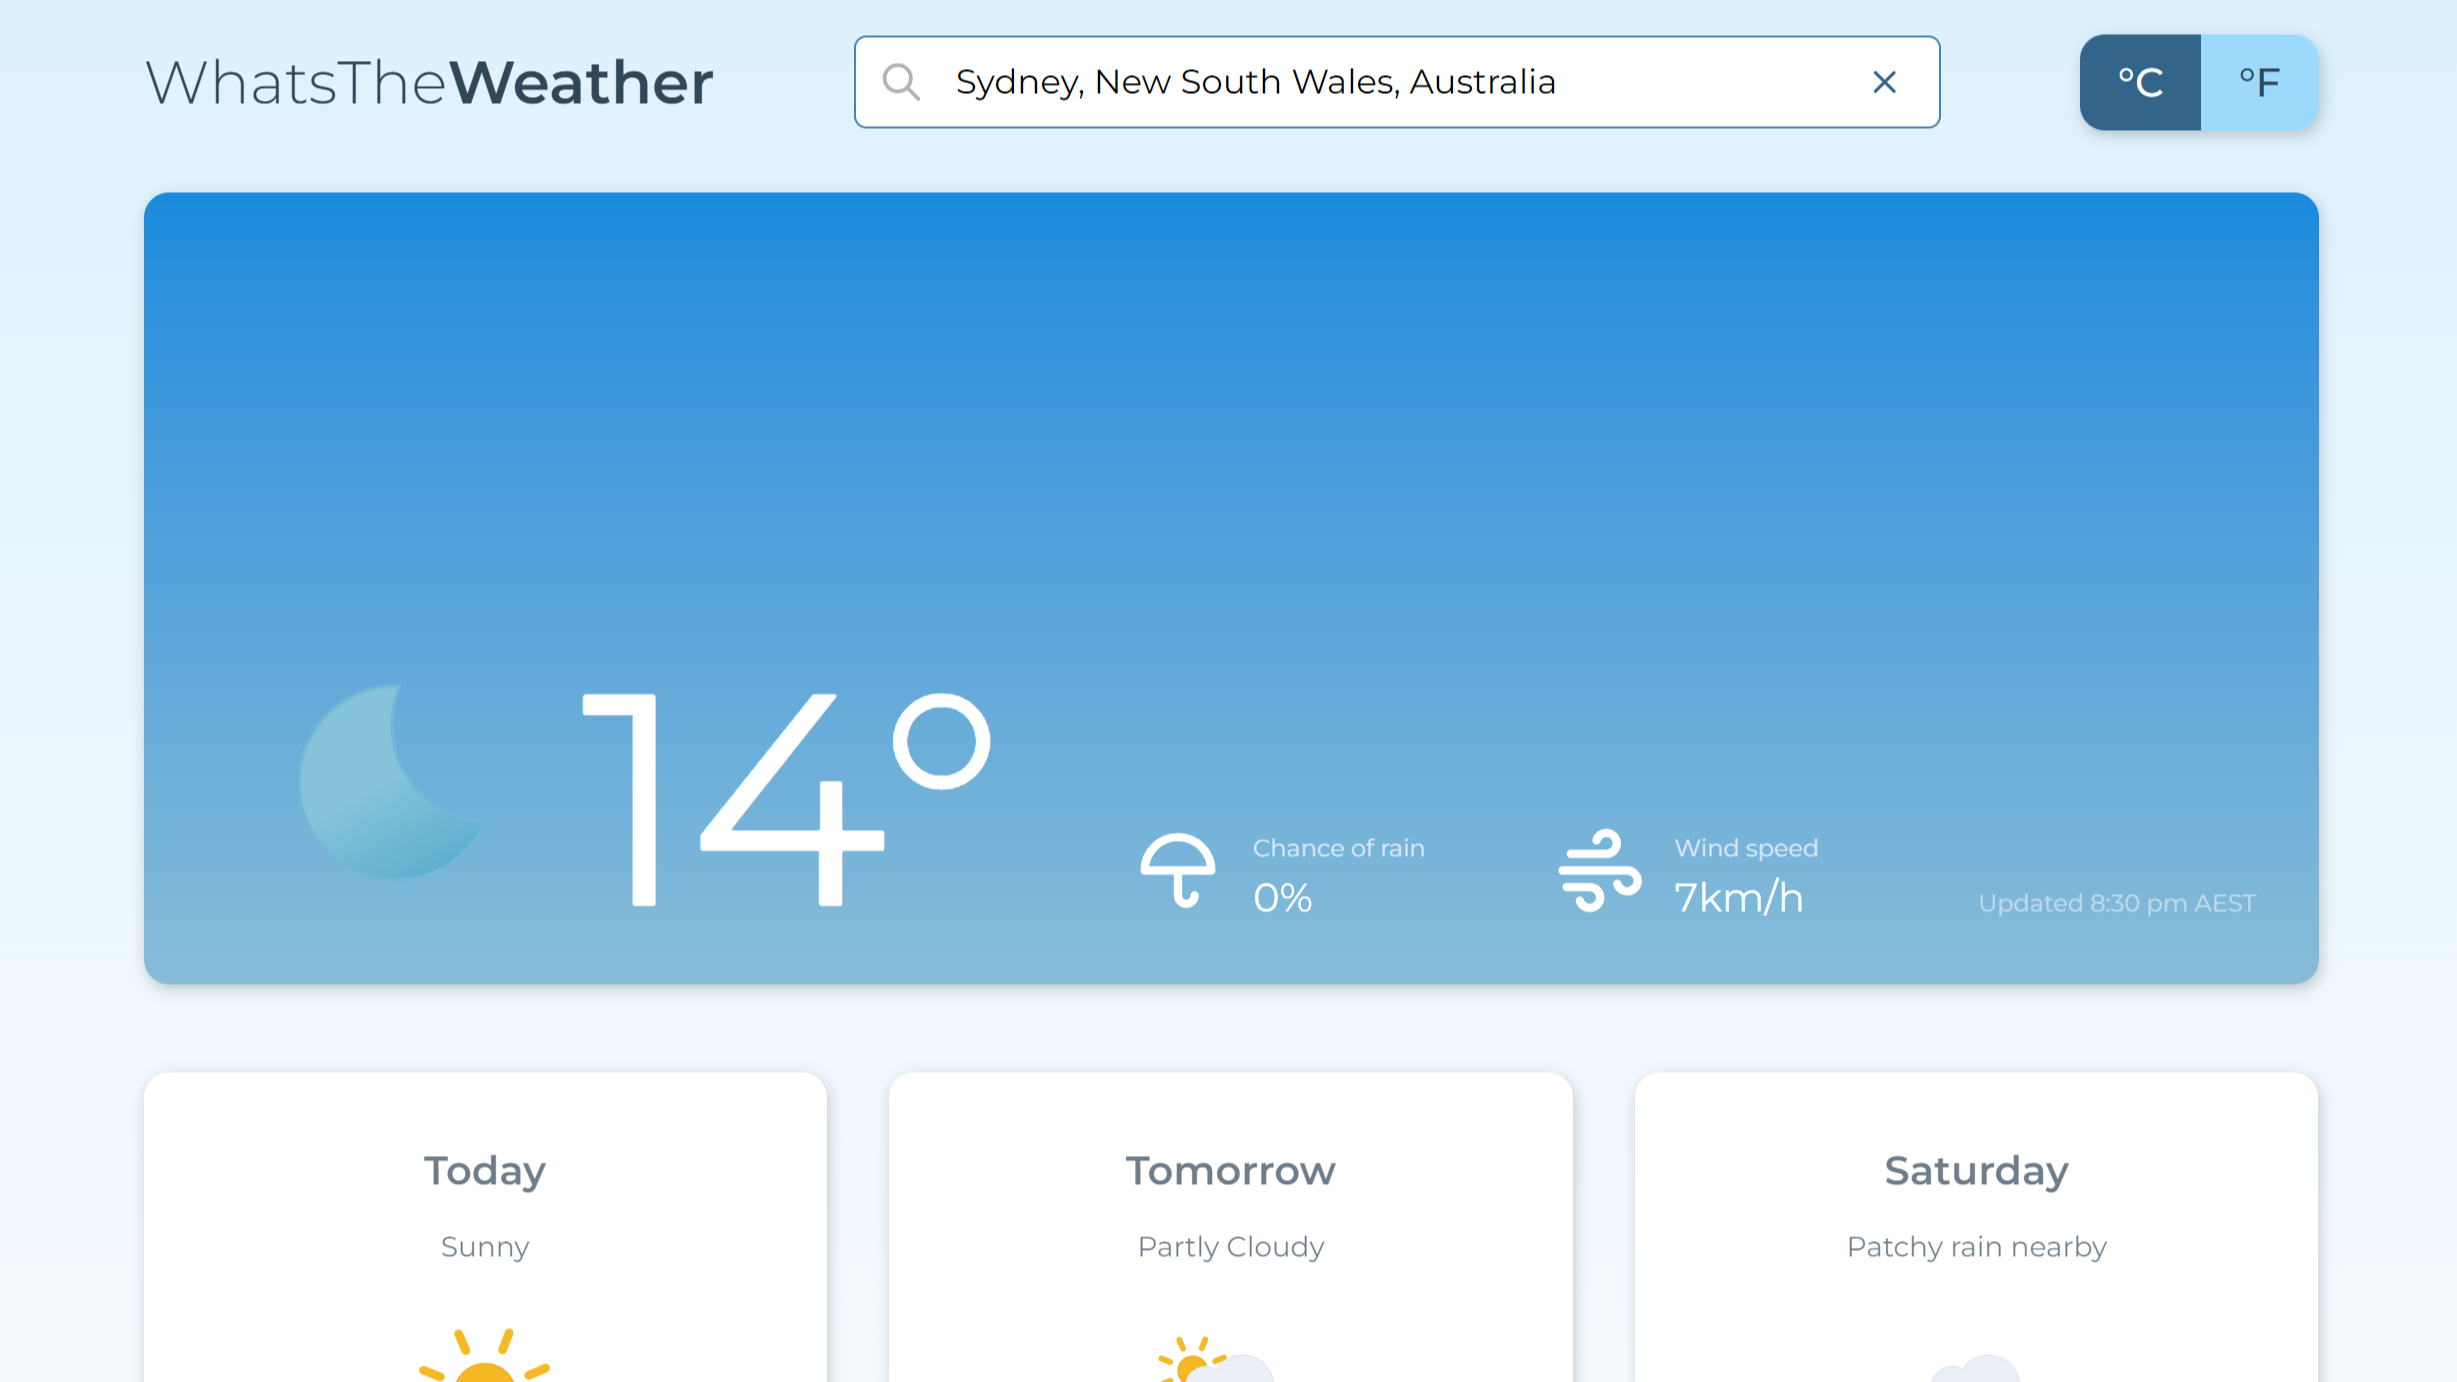 WhatsTheWeather
Sydney, New South Wales, Australia
°C
°F
14°
Chance of rain
0%
Wind speed
7km/h
Updated 8:30 pm AEST
Today
Sunny
Tomorrow
Partly Cloudy
Saturday
Patchy rain nearby